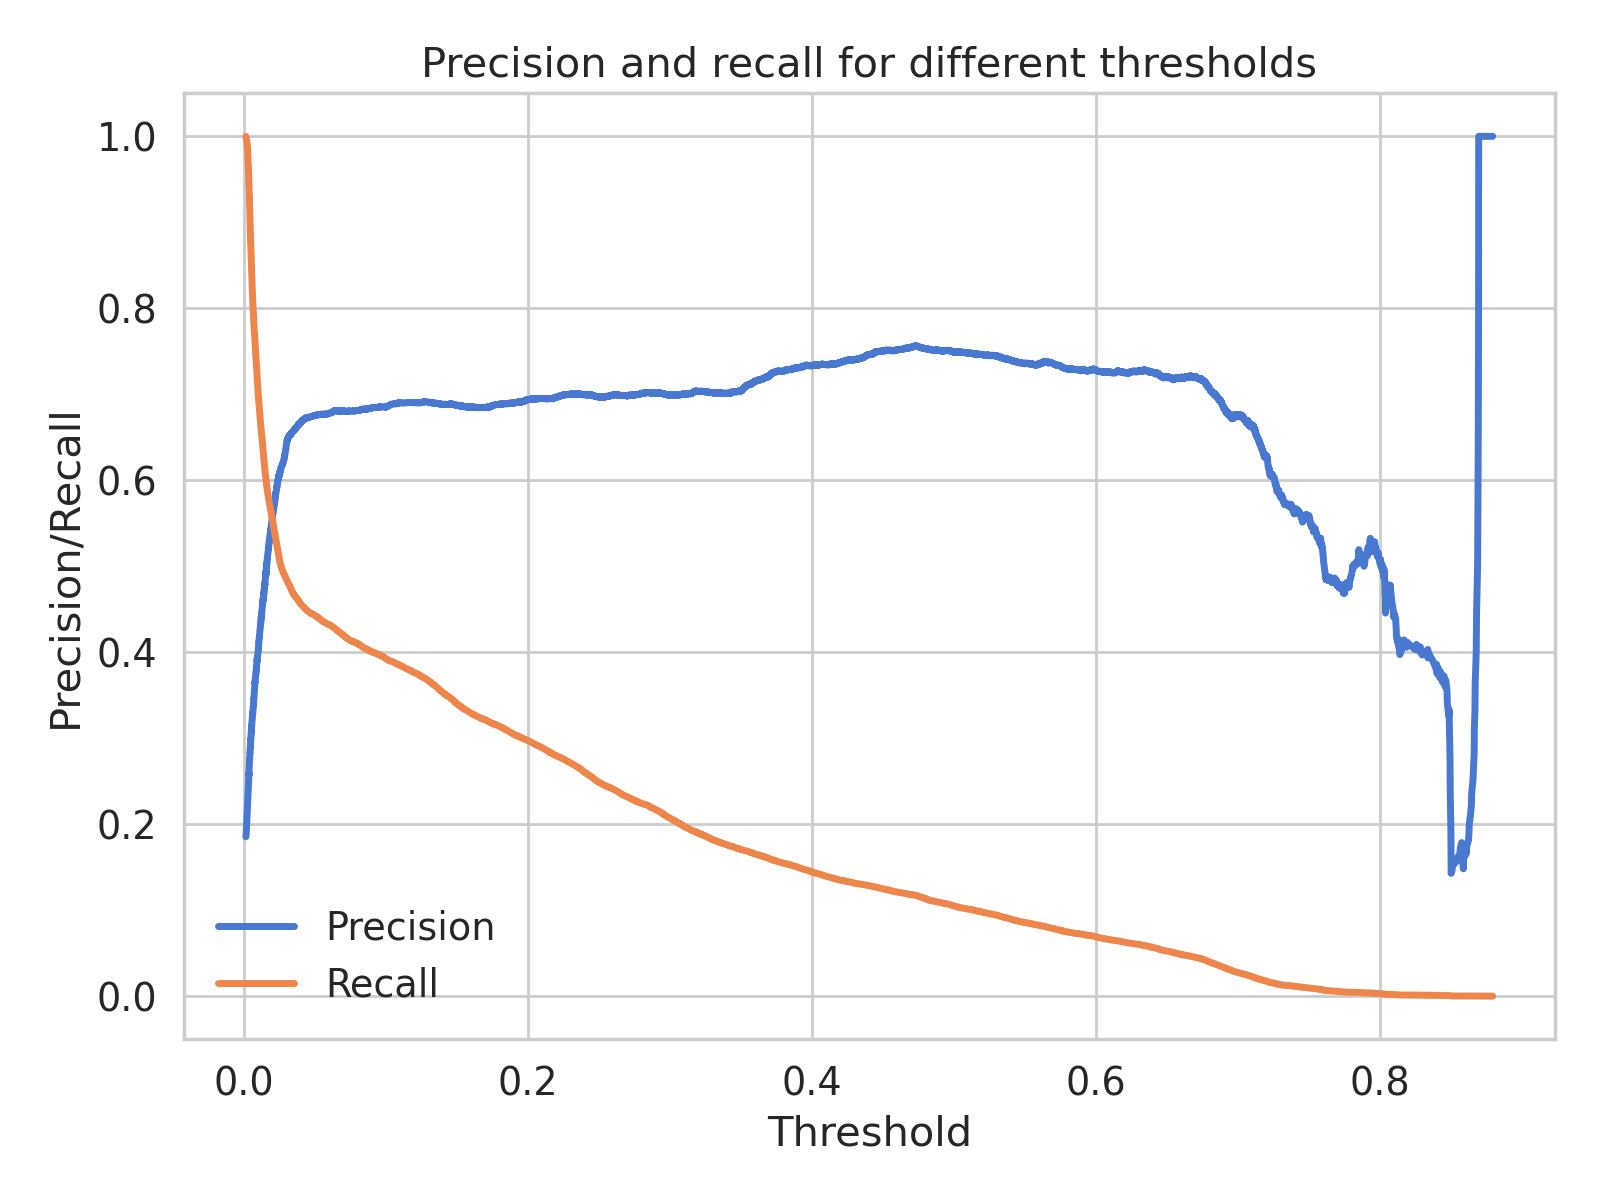 Precision and recall for different thresholds
1.0
0.8
0.6
0.4
0.2
0.0
Precision/Recall
Precision
Recall
0.0 0.2 0.4 0.6 0.8
Threshold